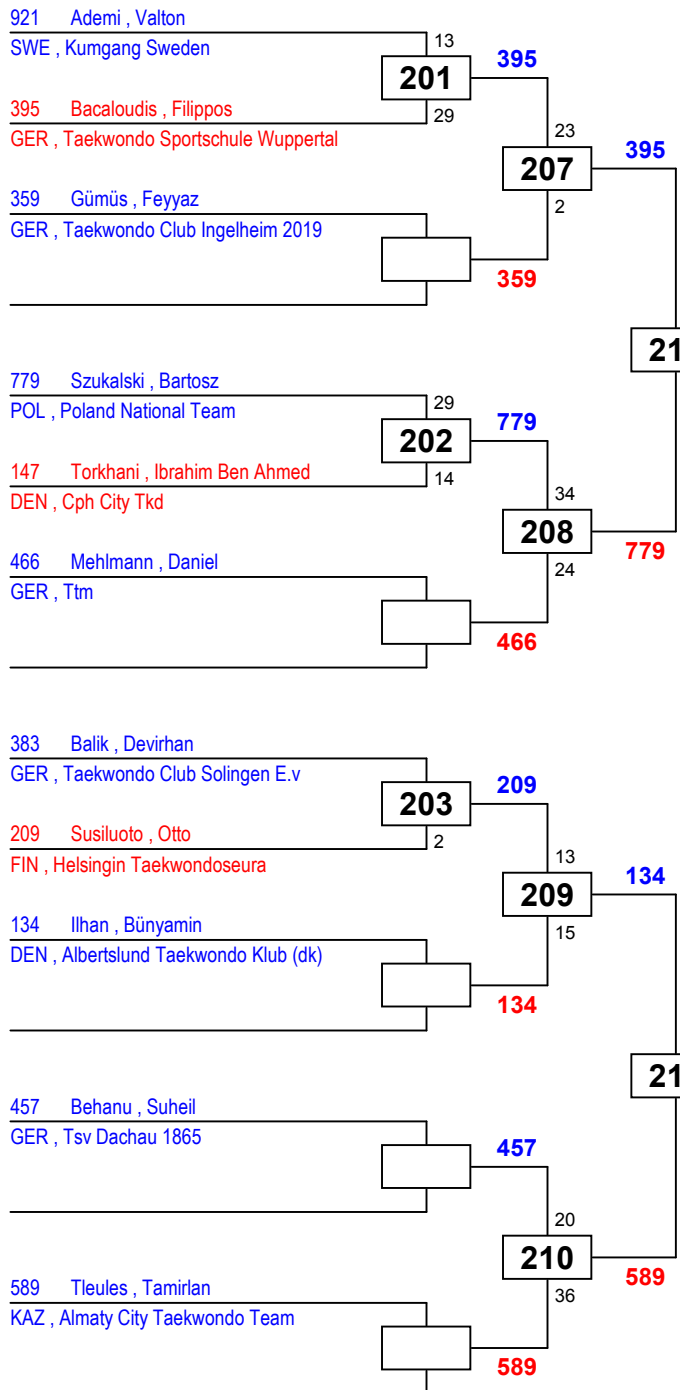 921 Ademi , Valton
SWE , Kumgang Sweden
13
201
395
395 Bacaloudis , Filippos
29
GER , Taekwondo Sportschule Wuppertal
23
207
395
359 Gümüs , Feyyaz
2
GER , Taekwondo Club Ingelheim 2019
359
21
779 Szukalski , Bartosz
POL , Poland National Team
29
202
779
147 Torkhani , Ibrahim Ben Ahmed
14
DEN , Cph City Tkd
34
208
779
466 Mehlmann , Daniel
24
GER , Ttm
466
383 Balik , Devirhan
GER , Taekwondo Club Solingen E.v
203
209
209 Susiluoto , Otto
2
FIN , Helsingin Taekwondoseura
13
209
134
134 Ilhan , Bünyamin
15
DEN , Albertslund Taekwondo Klub (dk)
134
21
457 Behanu , Suheil
GER , Tsv Dachau 1865
457
20
210
589
589 Tleules , Tamirlan
36
KAZ , Almaty City Taekwondo Team
589